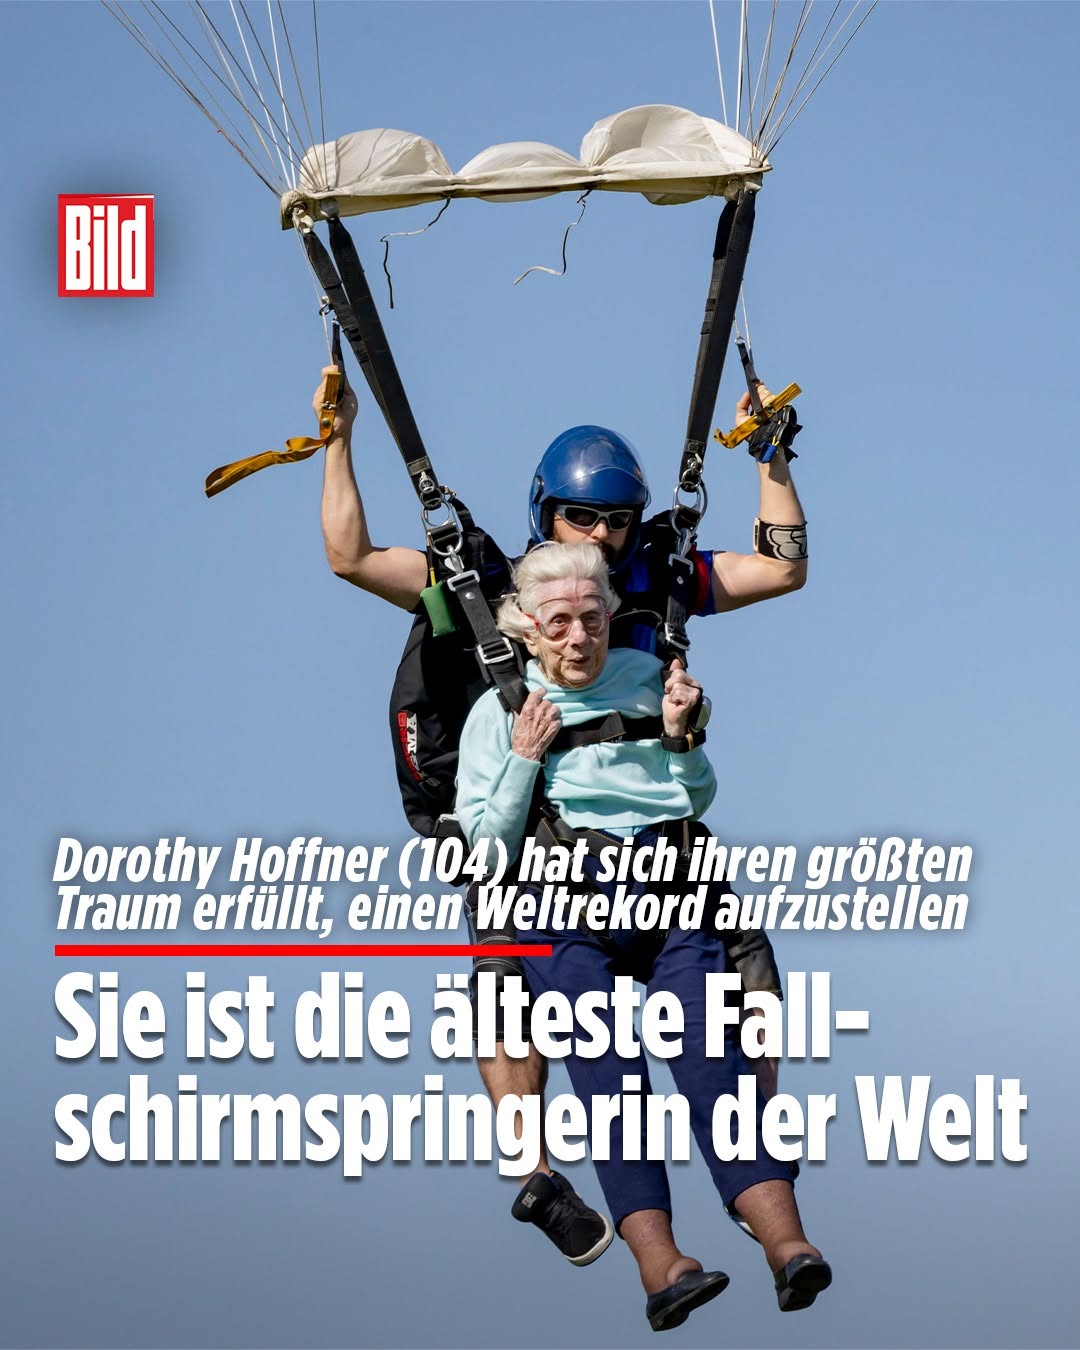 Bild
Dorothy Hoffner (104) hat sich ihren größten
Traum erfüllt, einen Weltrekord aufzustellen
Sie ist die älteste Fall-
schirmspringerin der Welt